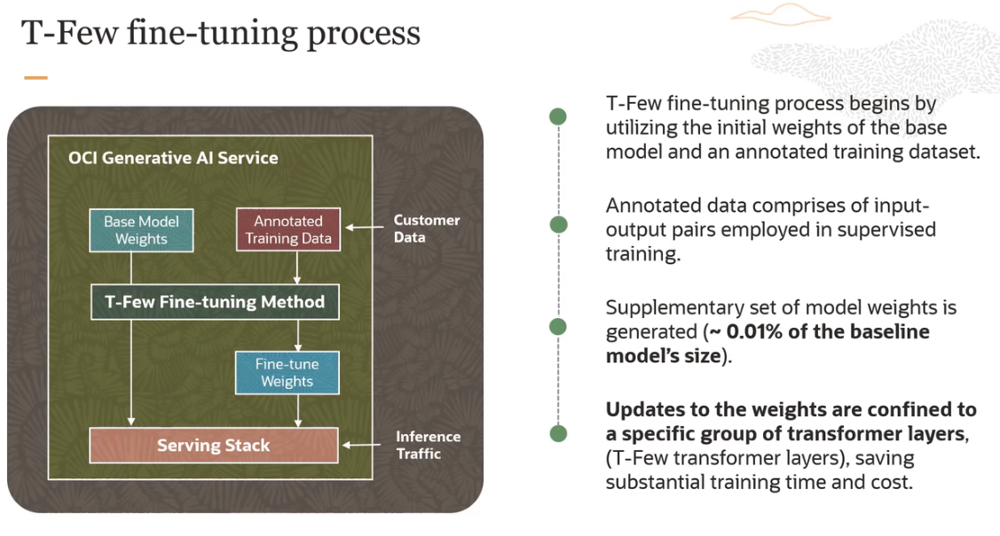 T-Few fine-tuning process
OCI Generative AI Service
Base Model
Weights
Annotated
Training Data
Customer
Data
T-Few Fine-tuning Method
Fine-tune
Weights
Serving Stack
Inference
Traffic
T-Few fine-tuning process begins by
utilizing the initial weights of the base
model and an annotated training dataset.
Annotated data comprises of input-
output pairs employed in supervised
training.
Supplementary set of model weights is
generated (~ 0.01% of the baseline
model's size).
Updates to the weights are confined to
a specific group of transformer layers,
(T-Few transformer layers), saving
substantial training time and cost.